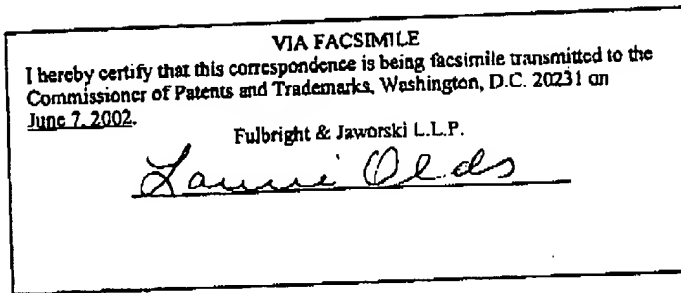 VIA FACSIMILE
I hereby certify that this correspondence is being facsimile transmitted to the
Commissioner of Patents and Trademarks, Washington, D.C. 20231 on
June 7, 2002.
Fulbright & Jaworski L.L.P.
Laurie Olds